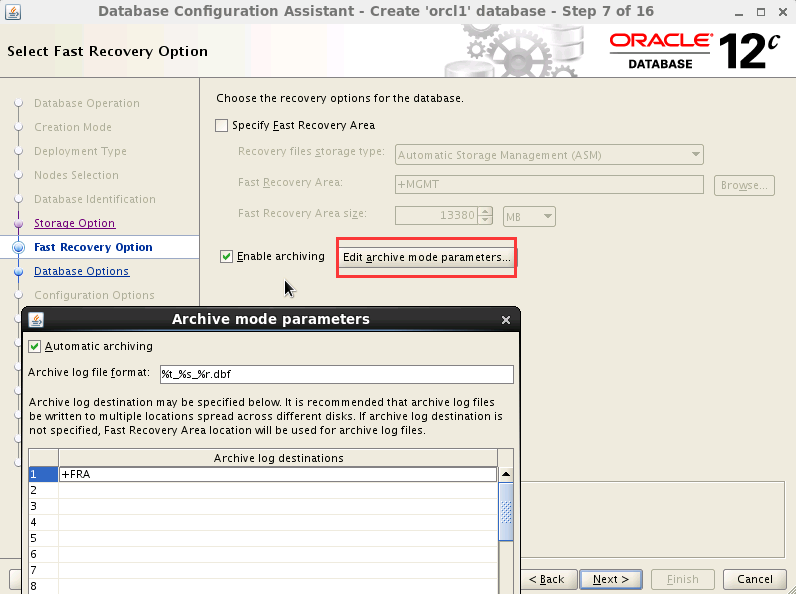 Database Configuration Assistant - Create 'orcl1' database - Step 7 of 16
Select Fast Recovery Option
ORACLE
DATABASE
12c
Database Operation
Creation Mode
Deployment Type
Nodes Selection
Database Identification
Storage Option
Fast Recovery Option
Database Options
Configuration Options
Choose the recovery options for the database.
Specify Fast Recovery Area
Recovery files storage type: Automatic Storage Management (ASM)
Fast Recovery Area: +MGMT Browse...
Fast Recovery Area size: 13380 MB
Enable archiving Edit archive mode parameters...
Archive mode parameters
Automatic archiving
Archive log file format: %t_%s_%r.dbf
Archive log destination may be specified below. It is recommended that archive log files
be written to multiple locations spread across different disks. If archive log destination is
not specified, Fast Recovery Area location will be used for archive log files.
Archive log destinations
1 +FRA
2
3
4
5
6
7
8
< Back Next > Finish Cancel